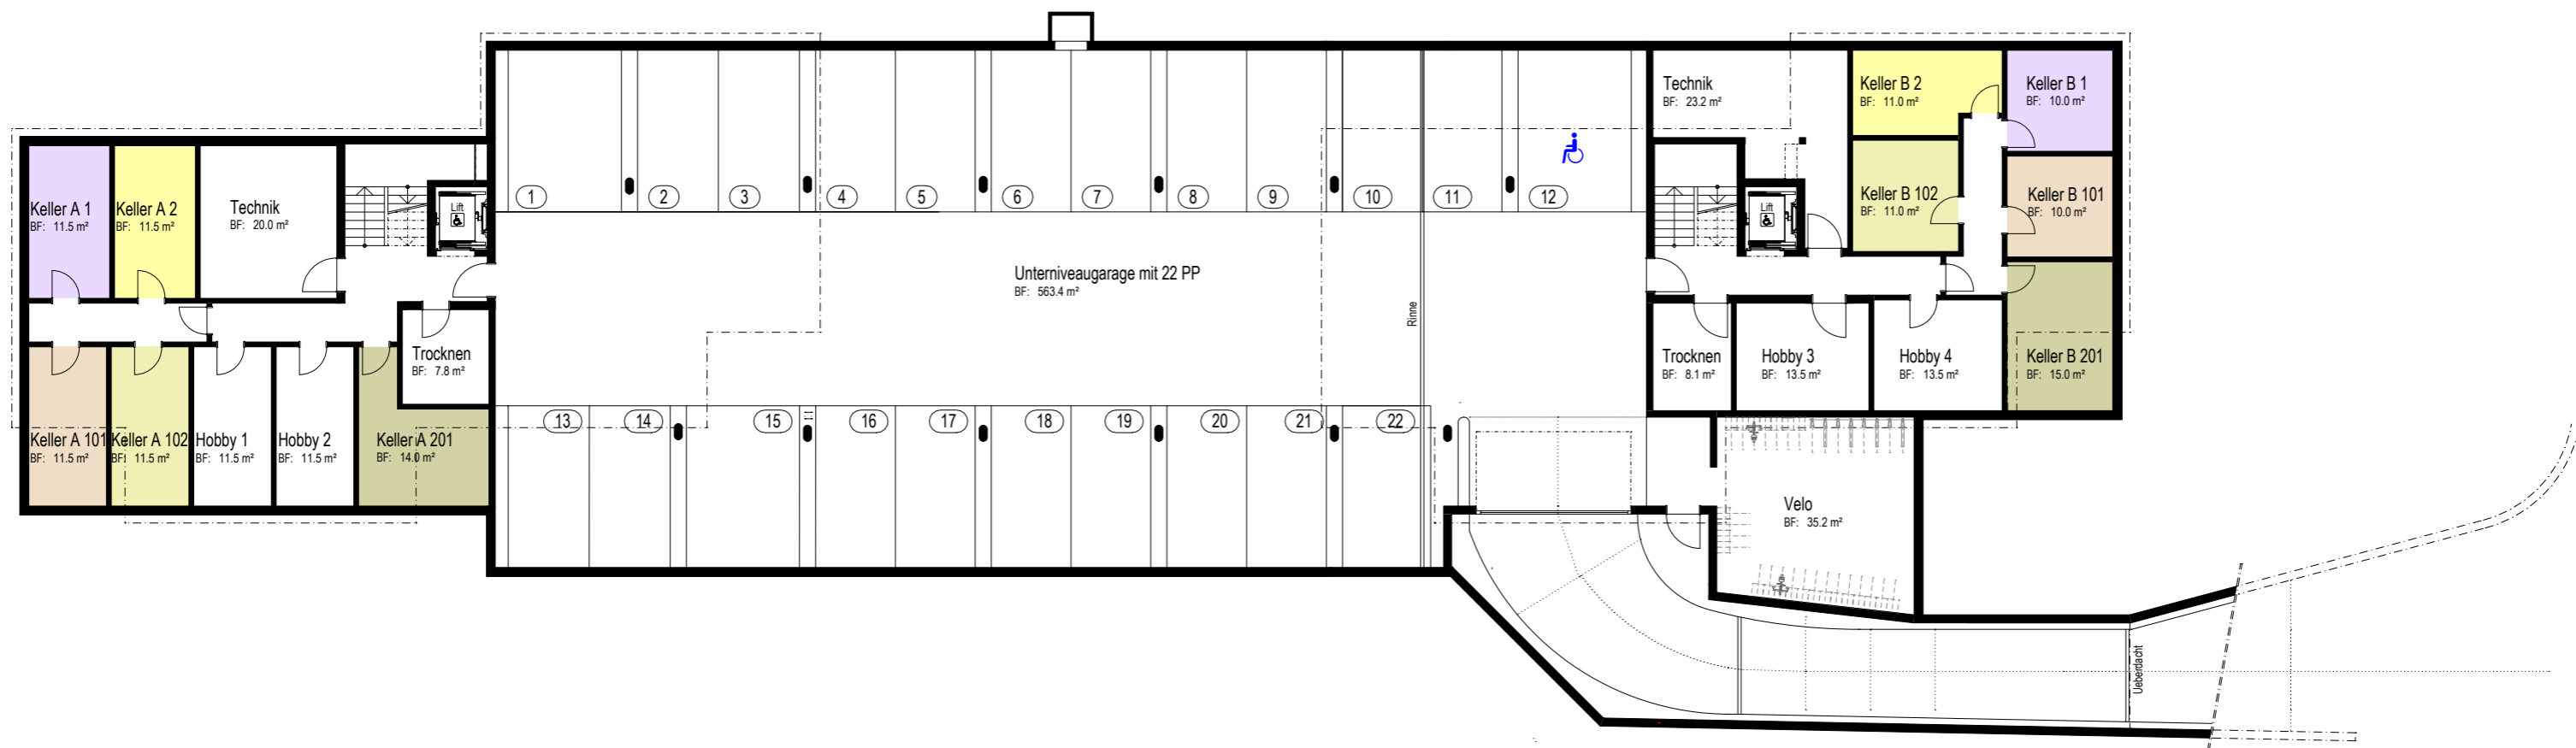 Keller A 1
BF: 11.5 m²
Keller A 2
BF: 11.5 m²
Technik
BF: 20.0 m²
Lift
Trocknen
BF: 7.8 m²
Keller A 101
BF: 11.5 m²
Keller A 102
BF: 11.5 m²
Hobby 1
BF: 11.5 m²
Hobby 2
BF: 11.5 m²
Keller A 201
BF: 14.0 m²
1
2
3
4
5
6
7
8
9
10
11
12
Unterniveaugarage mit 22 PP
BF: 563.4 m²
Rinne
13
14
15
16
17
18
19
20
21
22
Technik
BF: 23.2 m²
Keller B 2
BF: 11.0 m²
Keller B 1
BF: 10.0 m²
Keller B 102
BF: 11.0 m²
Keller B 101
BF: 10.0 m²
Lift
Trocknen
BF: 8.1 m²
Hobby 3
BF: 13.5 m²
Hobby 4
BF: 13.5 m²
Keller B 201
BF: 15.0 m²
Velo
BF: 35.2 m²
Ueberdacht